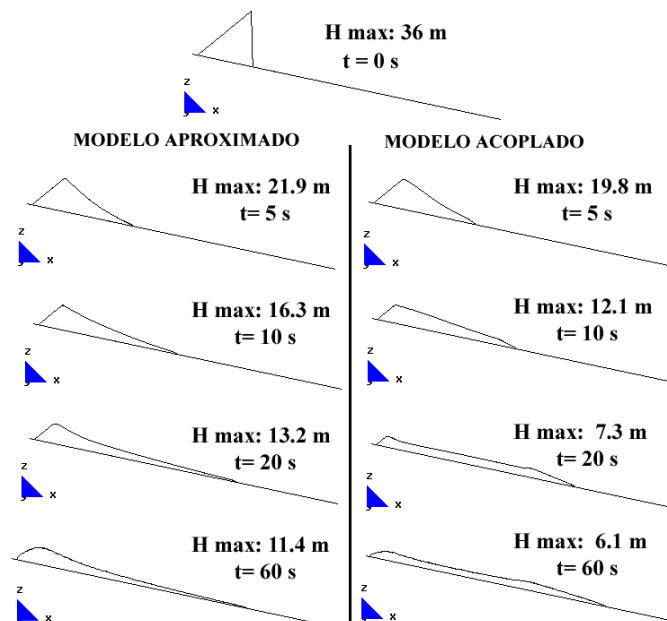 H max: 36 m
t = 0 s
z
x
MODELO APROXIMADO
MODELO ACOPLADO
H max: 21.9 m
t= 5 s
z
x
H max: 19.8 m
t= 5 s
z
x
H max: 16.3 m
t= 10 s
z
x
H max: 12.1 m
t= 10 s
z
x
H max: 13.2 m
t= 20 s
z
x
H max: 7.3 m
t= 20 s
z
x
H max: 11.4 m
t= 60 s
z
x
H max: 6.1 m
t= 60 s
z
x